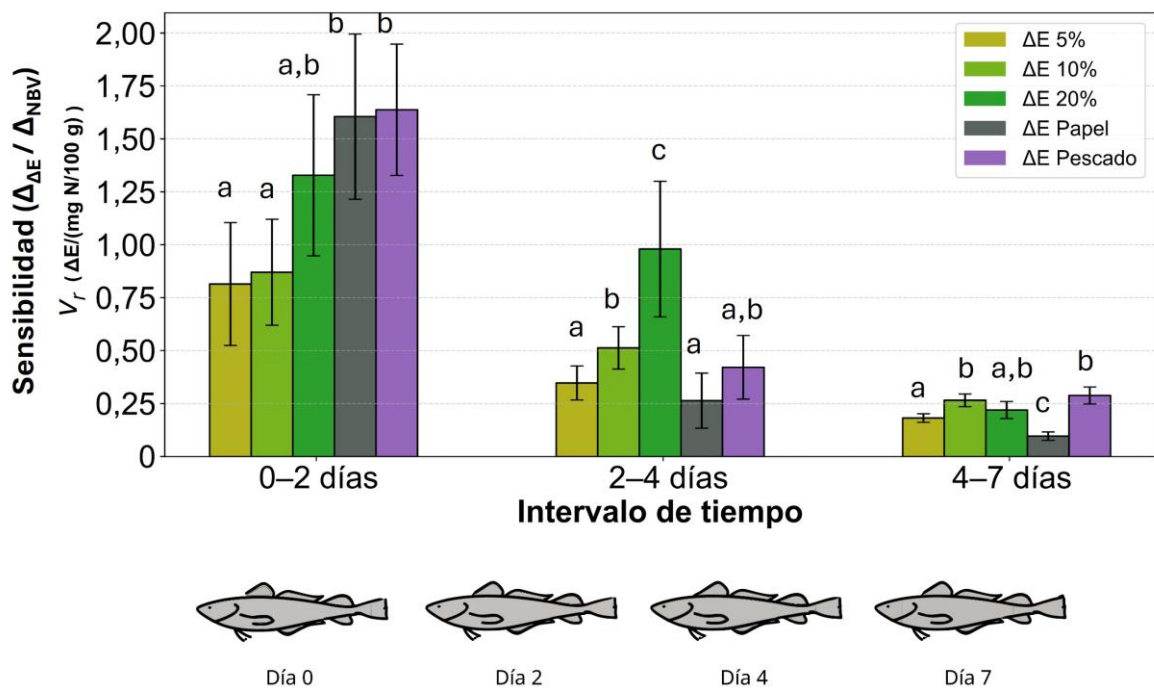 Sensibilidad (Δ_ΔE / Δ_NBV)
V_r (ΔE/(mg N/100 g))
2,00
1,75
1,50
1,25
1,00
0,75
0,50
0,25
0
a
a
a,b
b
b
a
b
c
a
a,b
a
b
a,b
c
b
ΔE 5%
ΔE 10%
ΔE 20%
ΔE Papel
ΔE Pescado
0–2 días
2–4 días
4–7 días
Intervalo de tiempo
Día 0
Día 2
Día 4
Día 7